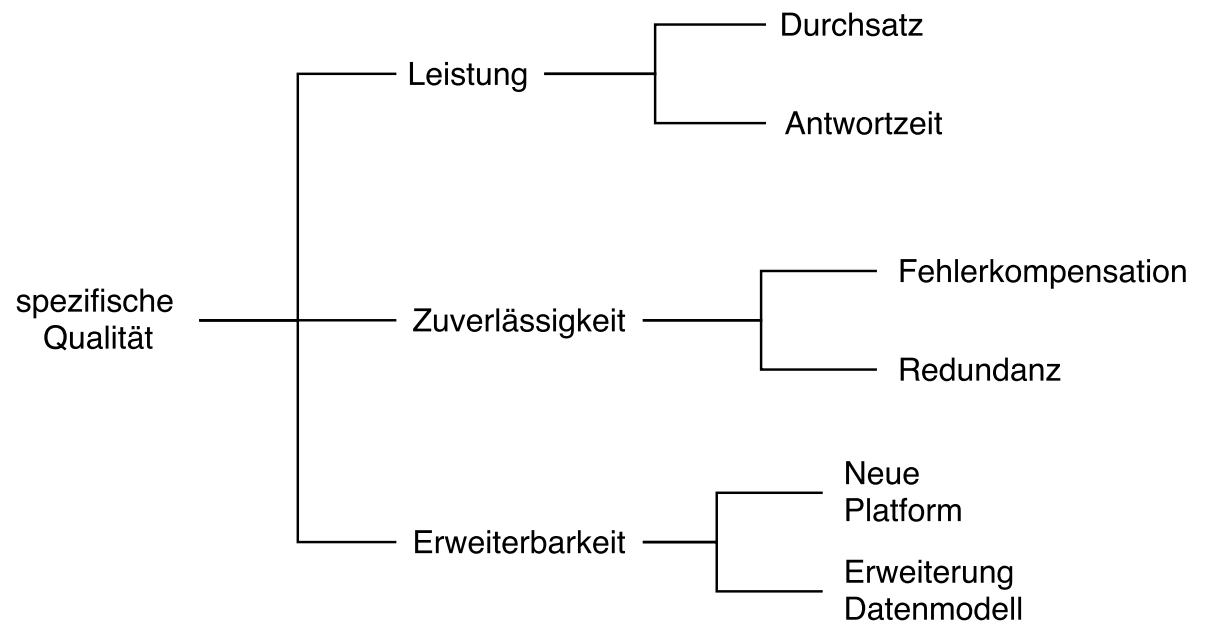 Durchsatz
Leistung
Antwortzeit
Fehlerkompensation
spezifische
Qualität
Zuverlässigkeit
Redundanz
Neue
Platform
Erweiterbarkeit
Erweiterung
Datenmodell